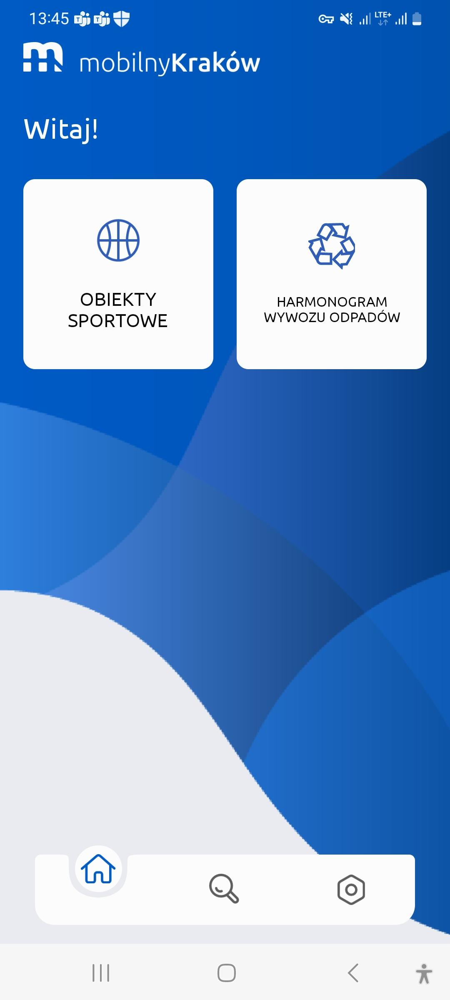 13:45
LTE+
mobilnyKraków
Witaj!
OBIEKTY
SPORTOWE
HARMONOGRAM
WYWOZU ODPADÓW